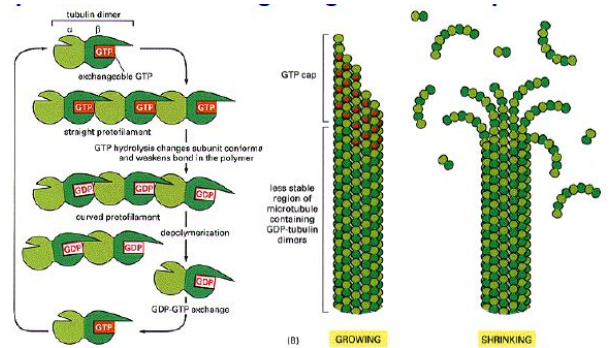 tubulin dimer
α β
GTP
exchangeable GTP
GTP GTP GTP
straight protofilament
GTP hydrolysis changes subunit conforma
and weakens bond in the polymer
GDP GDP GDP
curved protofilament
depolymerization
GDP GDP
GDP
GDP-GTP exchange
GTP
GTP cap
less stable
region of
microtubule
containing
GDP-tubulin
dimers
(B)
GROWING
SHRINKING